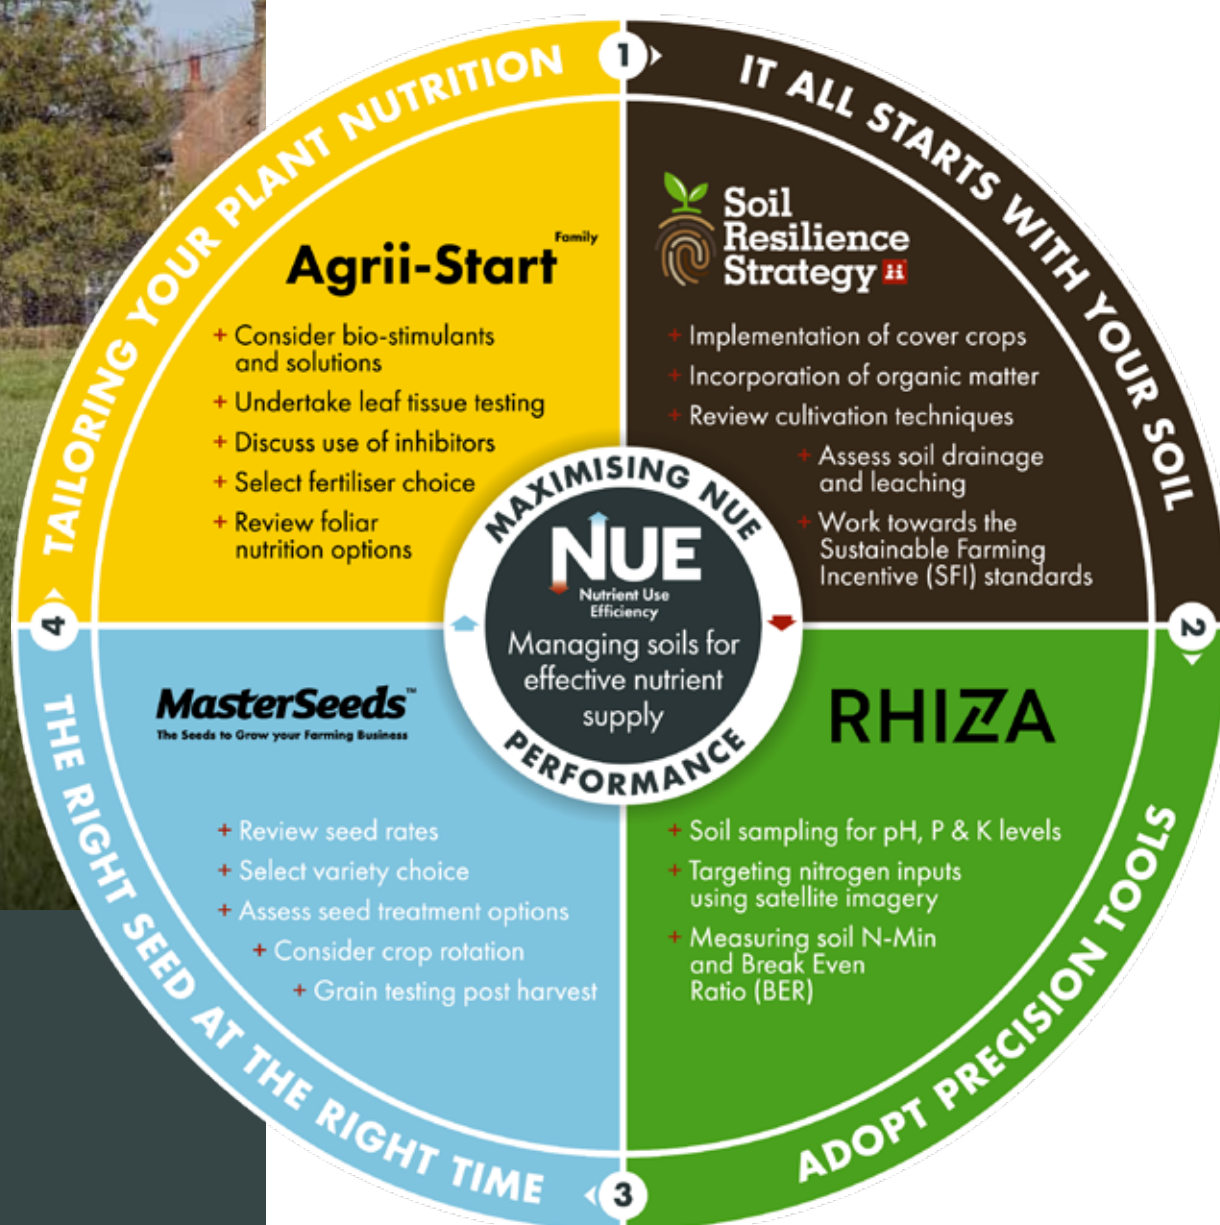 1
IT ALL STARTS WITH YOUR SOIL
Soil
Resilience
Strategy
+ Implementation of cover crops
+ Incorporation of organic matter
+ Review cultivation techniques
+ Assess soil drainage
and leaching
+ Work towards the
Sustainable Farming
Incentive (SFI) standards
2
ADOPT PRECISION TOOLS
RHIZA
+ Soil sampling for pH, P & K levels
+ Targeting nitrogen inputs
using satellite imagery
+ Measuring soil N-Min
and Break Even
Ratio (BER)
3
THE RIGHT SEED AT THE RIGHT TIME
MasterSeeds™
The Seeds to Grow your Farming Business
+ Review seed rates
+ Select variety choice
+ Assess seed treatment options
+ Consider crop rotation
+ Grain testing post harvest
4
TAILORING YOUR PLANT NUTRITION
Agrii-Start Family
+ Consider bio-stimulants
and solutions
+ Undertake leaf tissue testing
+ Discuss use of inhibitors
+ Select fertiliser choice
+ Review foliar
nutrition options
MAXIMISING NUE
NUE
Nutrient Use
Efficiency
Managing soils for
effective nutrient
supply
PERFORMANCE